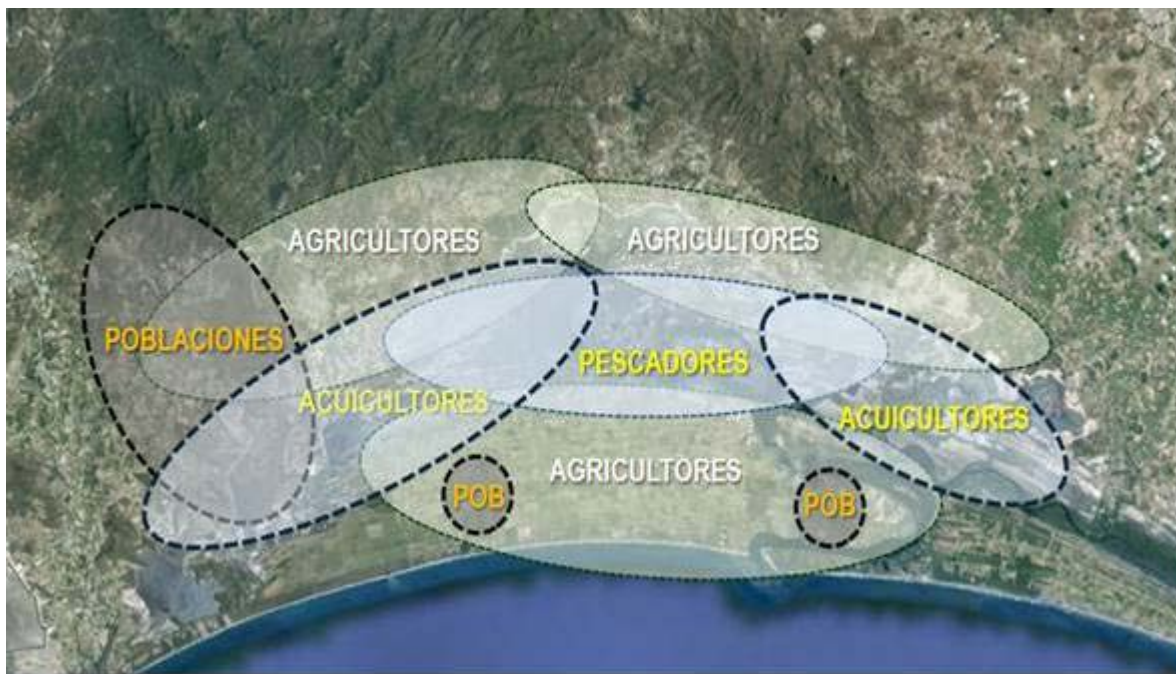 AGRICULTORES
AGRICULTORES
POBLACIONES
PESCADORES
ACUICULTORES
ACUICULTORES
AGRICULTORES
POB
POB